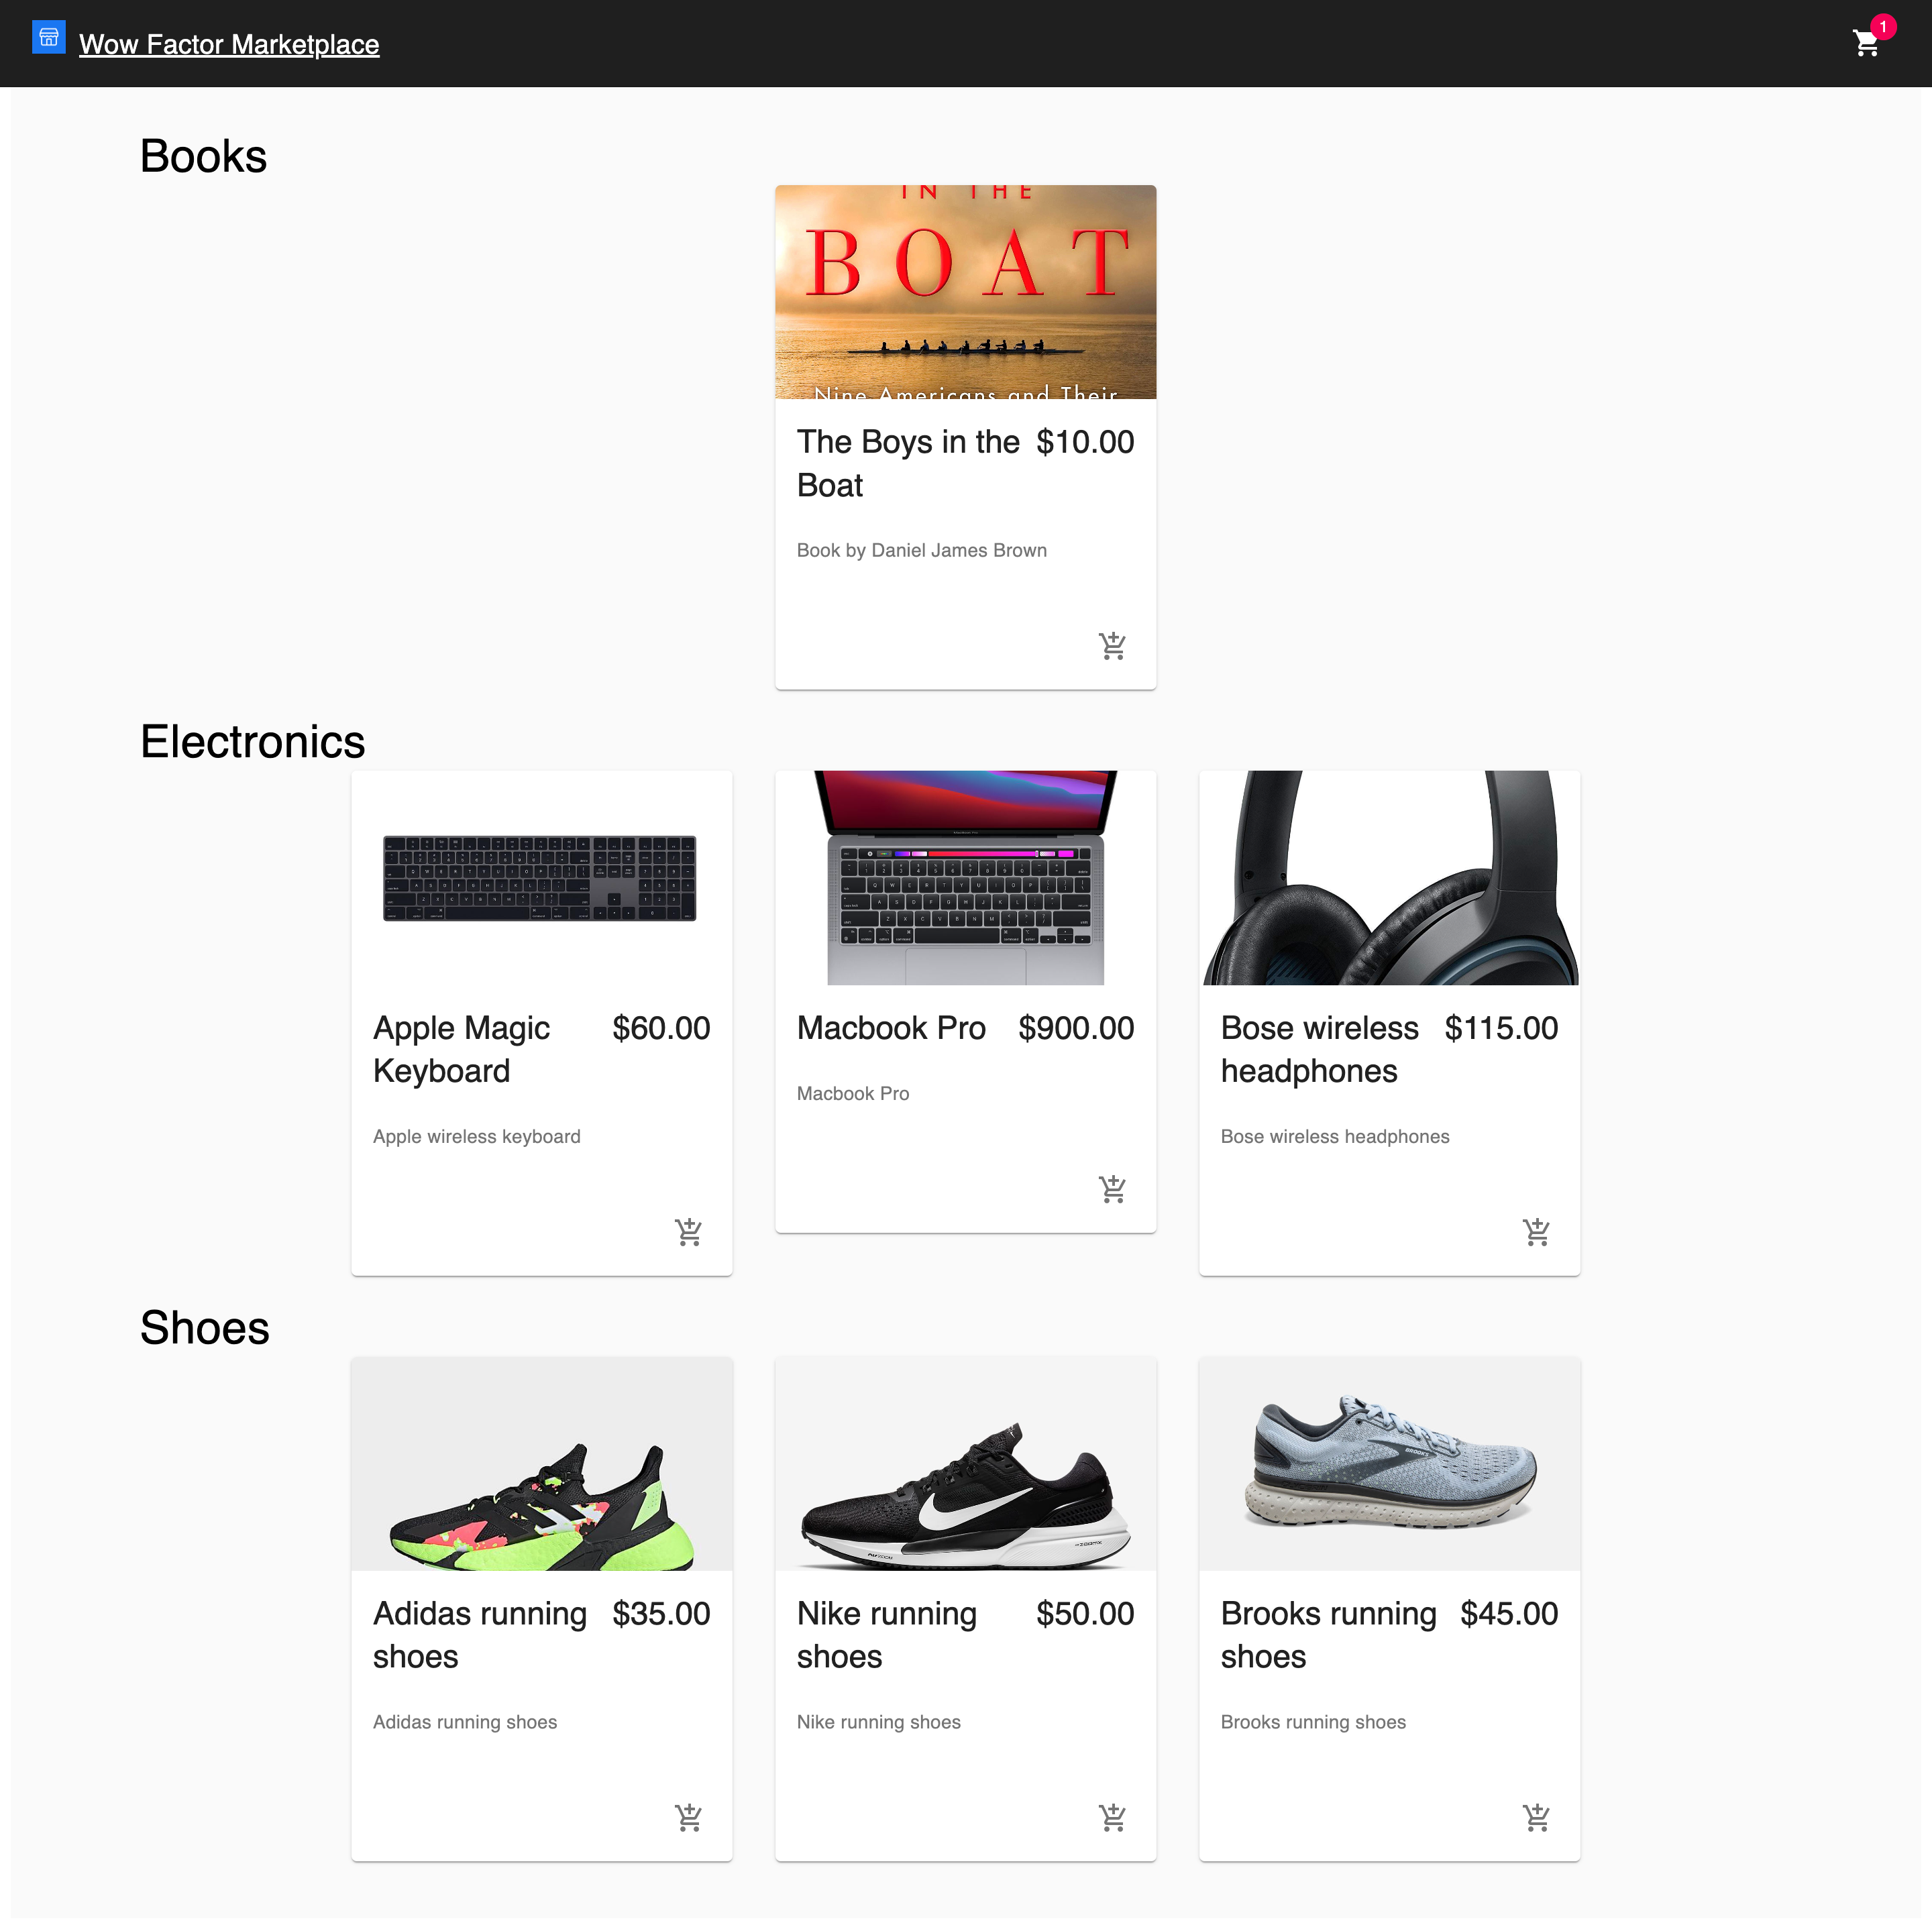 Wow Factor Marketplace
1
Books
IN THE
BOAT
Nine Americans and Their
The Boys in the $10.00
Boat
Book by Daniel James Brown
Electronics
Apple Magic $60.00
Keyboard
Apple wireless keyboard
Macbook Pro $900.00
Macbook Pro
Bose wireless $115.00
headphones
Bose wireless headphones
Shoes
BROOKS
Adidas running $35.00
shoes
Adidas running shoes
Nike running $50.00
shoes
Nike running shoes
Brooks running $45.00
shoes
Brooks running shoes